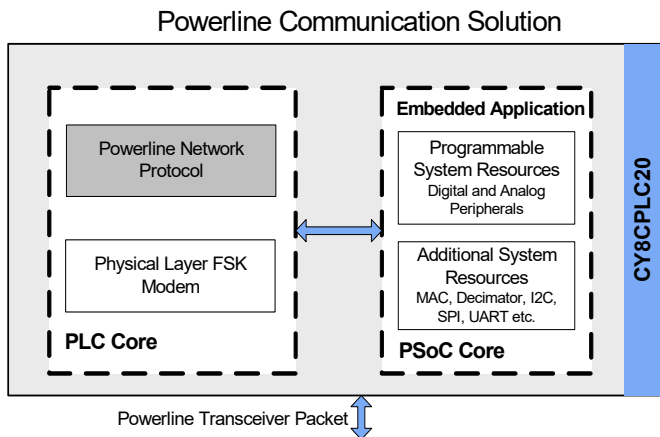 Powerline Communication Solution
Powerline Network
Protocol
Physical Layer FSK
Modem
PLC Core
Embedded Application
Programmable
System Resources
Digital and Analog
Peripherals
Additional System
Resources
MAC, Decimator, I2C,
SPI, UART etc.
PSoC Core
CY8CPLC20
Powerline Transceiver Packet